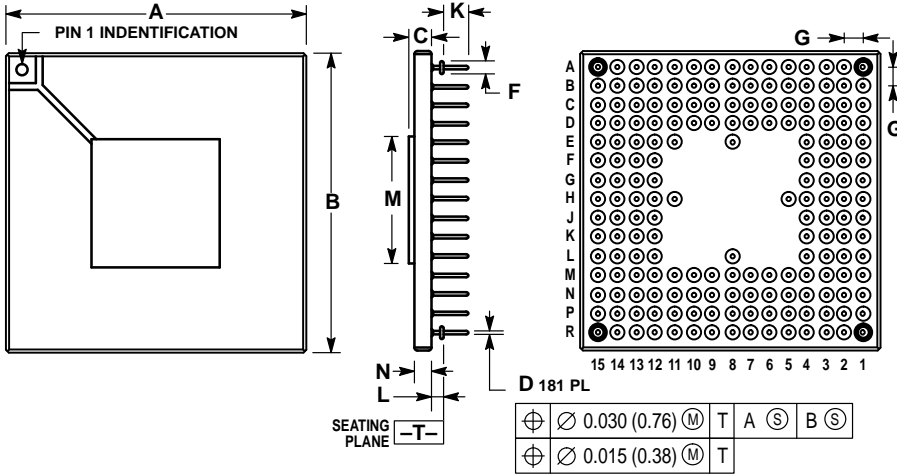 A
PIN 1 INDENTIFICATION
B
C
K
F
M
N
L
SEATING
PLANE
–T–
G
G
A
B
C
D
E
F
G
H
J
K
L
M
N
P
R
15 14 13 12 11 10 9 8 7 6 5 4 3 2 1
D 181 PL
⌖ ∅ 0.030 (0.76) Ⓜ T A Ⓢ B Ⓢ
⌖ ∅ 0.015 (0.38) Ⓜ T